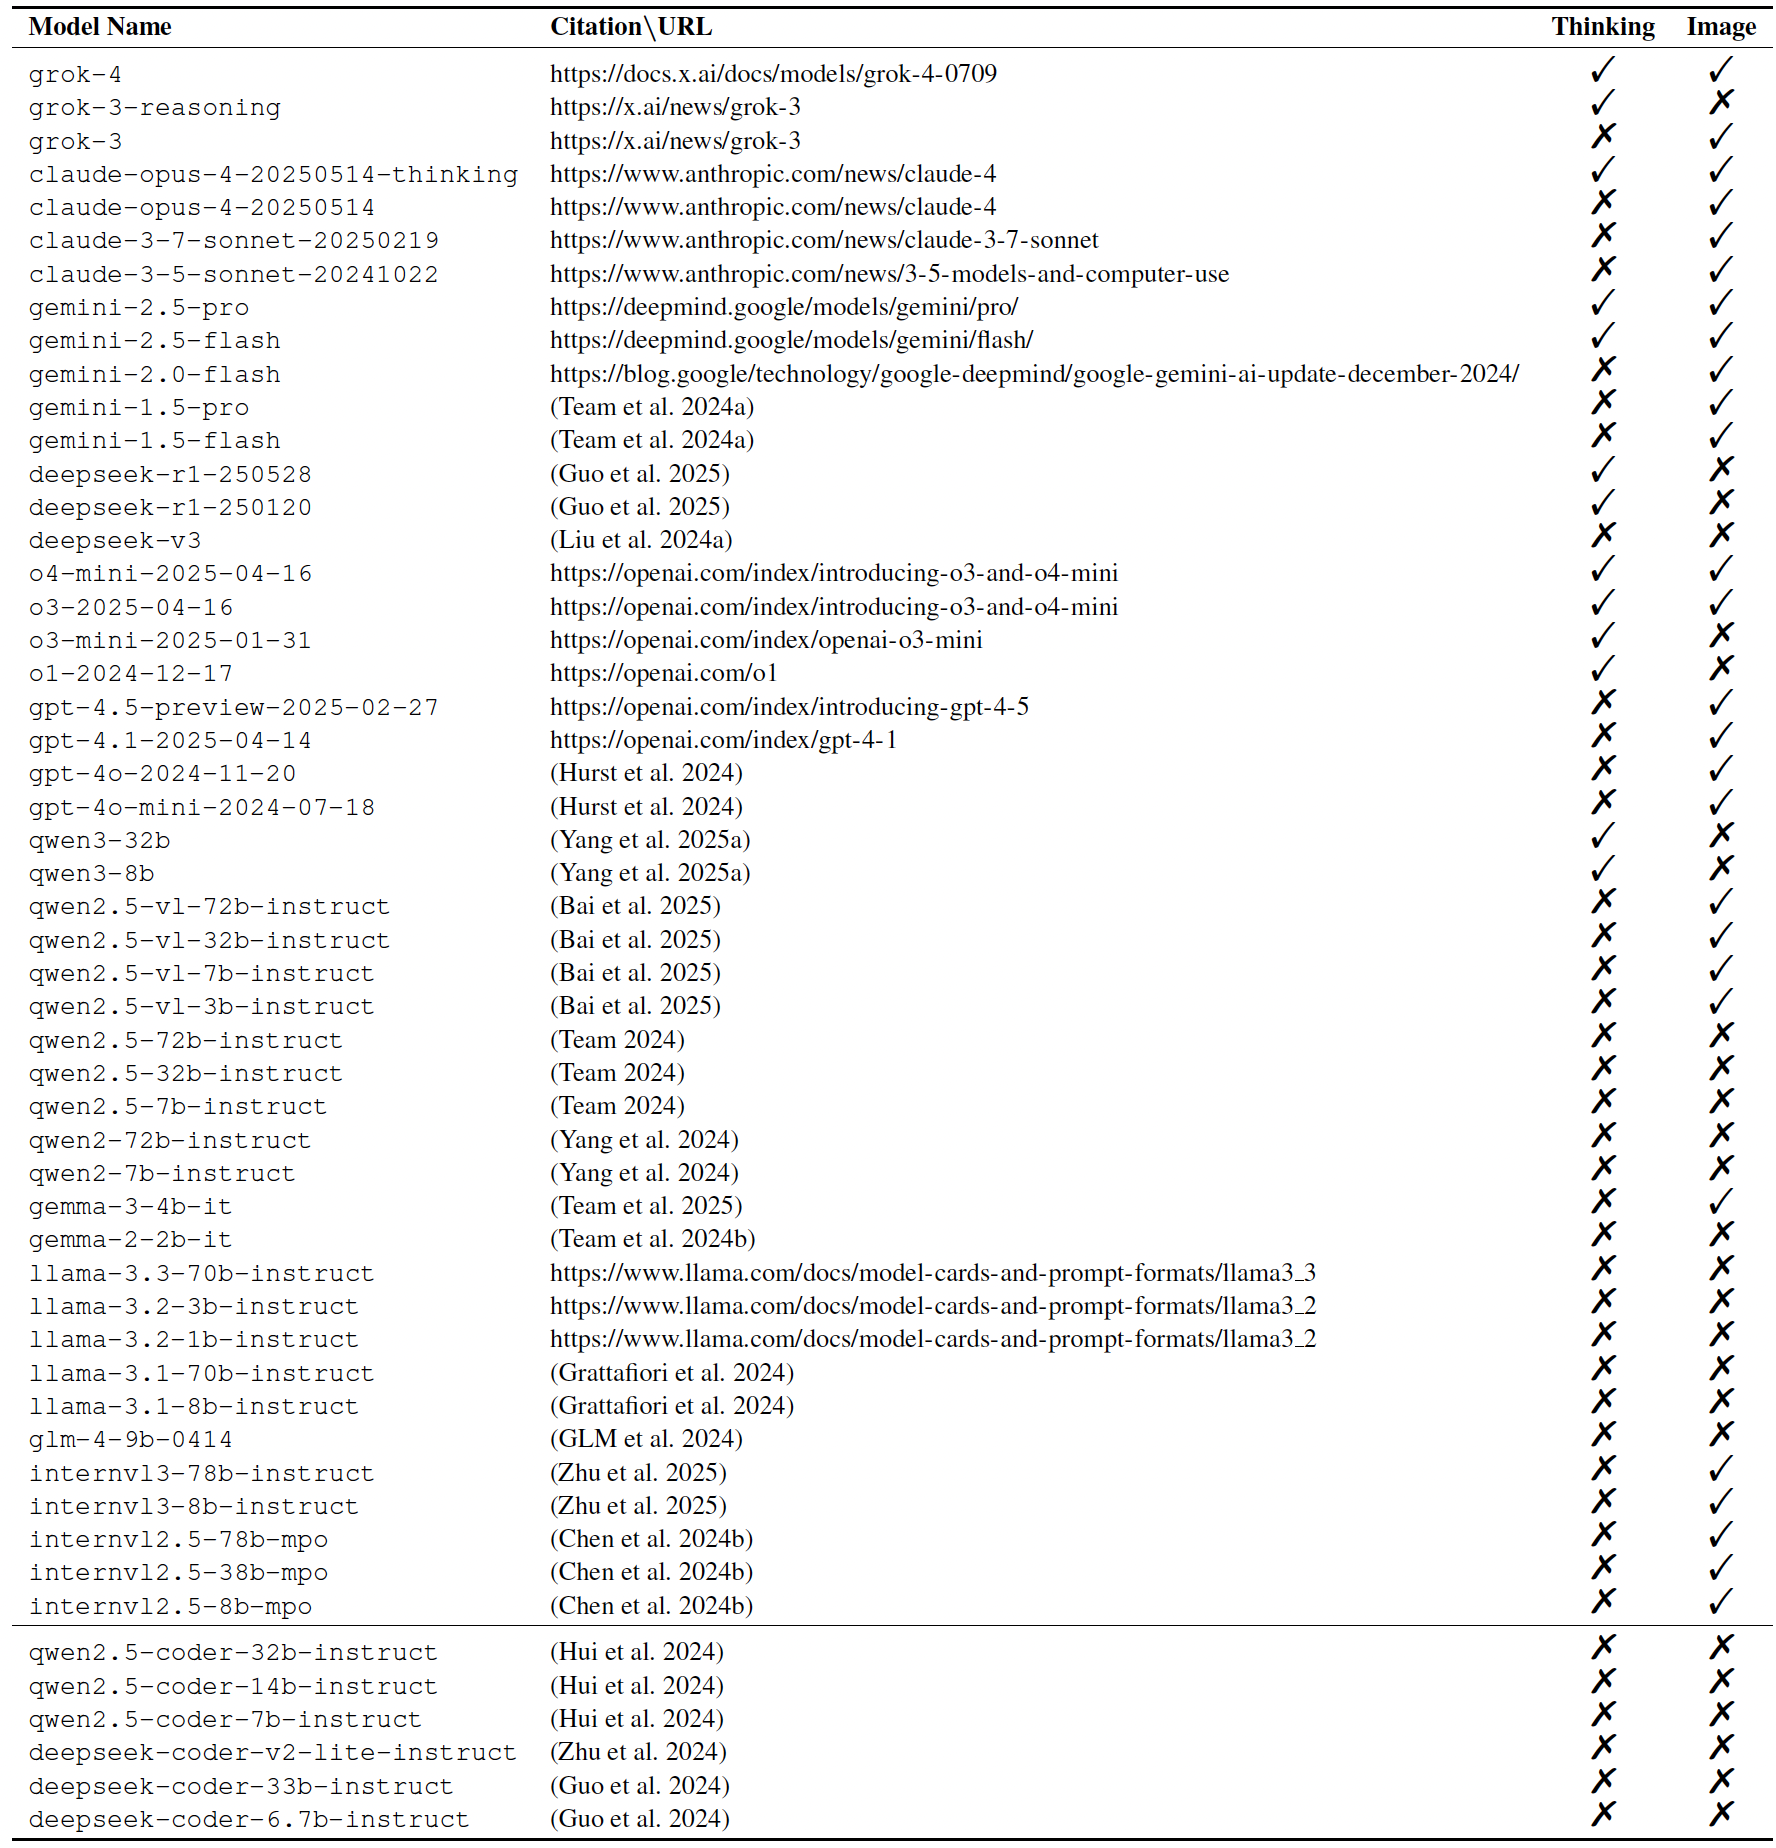 Model Name Citation\URL Thinking Image
grok-4 https://docs.x.ai/docs/models/grok-4-0709 ✓ ✓
grok-3-reasoning https://x.ai/news/grok-3 ✓ ✗
grok-3 https://x.ai/news/grok-3 ✗ ✓
claude-opus-4-20250514-thinking https://www.anthropic.com/news/claude-4 ✓ ✓
claude-opus-4-20250514 https://www.anthropic.com/news/claude-4 ✗ ✓
claude-3-7-sonnet-20250219 https://www.anthropic.com/news/claude-3-7-sonnet ✗ ✓
claude-3-5-sonnet-20241022 https://www.anthropic.com/news/3-5-models-and-computer-use ✗ ✓
gemini-2.5-pro https://deepmind.google/models/gemini/pro/ ✓ ✓
gemini-2.5-flash https://deepmind.google/models/gemini/flash/ ✓ ✓
gemini-2.0-flash https://blog.google/technology/google-deepmind/google-gemini-ai-update-december-2024/ ✗ ✓
gemini-1.5-pro (Team et al. 2024a) ✗ ✓
gemini-1.5-flash (Team et al. 2024a) ✗ ✓
deepseek-r1-250528 (Guo et al. 2025) ✓ ✗
deepseek-r1-250120 (Guo et al. 2025) ✓ ✗
deepseek-v3 (Liu et al. 2024a) ✗ ✗
o4-mini-2025-04-16 https://openai.com/index/introducing-o3-and-o4-mini ✓ ✓
o3-2025-04-16 https://openai.com/index/introducing-o3-and-o4-mini ✓ ✓
o3-mini-2025-01-31 https://openai.com/index/openai-o3-mini ✓ ✗
o1-2024-12-17 https://openai.com/o1 ✓ ✗
gpt-4.5-preview-2025-02-27 https://openai.com/index/introducing-gpt-4-5 ✗ ✓
gpt-4.1-2025-04-14 https://openai.com/index/gpt-4-1 ✗ ✓
gpt-4o-2024-11-20 (Hurst et al. 2024) ✗ ✓
gpt-4o-mini-2024-07-18 (Hurst et al. 2024) ✗ ✓
qwen3-32b (Yang et al. 2025a) ✓ ✗
qwen3-8b (Yang et al. 2025a) ✓ ✗
qwen2.5-vl-72b-instruct (Bai et al. 2025) ✗ ✓
qwen2.5-vl-32b-instruct (Bai et al. 2025) ✗ ✓
qwen2.5-vl-7b-instruct (Bai et al. 2025) ✗ ✓
qwen2.5-vl-3b-instruct (Bai et al. 2025) ✗ ✓
qwen2.5-72b-instruct (Team 2024) ✗ ✗
qwen2.5-32b-instruct (Team 2024) ✗ ✗
qwen2.5-7b-instruct (Team 2024) ✗ ✗
qwen2-72b-instruct (Yang et al. 2024) ✗ ✗
qwen2-7b-instruct (Yang et al. 2024) ✗ ✗
gemma-3-4b-it (Team et al. 2025) ✗ ✓
gemma-2-2b-it (Team et al. 2024b) ✗ ✗
llama-3.3-70b-instruct https://www.llama.com/docs/model-cards-and-prompt-formats/llama3_3 ✗ ✗
llama-3.2-3b-instruct https://www.llama.com/docs/model-cards-and-prompt-formats/llama3_2 ✗ ✗
llama-3.2-1b-instruct https://www.llama.com/docs/model-cards-and-prompt-formats/llama3_2 ✗ ✗
llama-3.1-70b-instruct (Grattafiori et al. 2024) ✗ ✗
llama-3.1-8b-instruct (Grattafiori et al. 2024) ✗ ✗
glm-4-9b-0414 (GLM et al. 2024) ✗ ✗
internvl3-78b-instruct (Zhu et al. 2025) ✗ ✓
internvl3-8b-instruct (Zhu et al. 2025) ✗ ✓
internvl2.5-78b-mpo (Chen et al. 2024b) ✗ ✓
internvl2.5-38b-mpo (Chen et al. 2024b) ✗ ✓
internvl2.5-8b-mpo (Chen et al. 2024b) ✗ ✓
qwen2.5-coder-32b-instruct (Hui et al. 2024) ✗ ✗
qwen2.5-coder-14b-instruct (Hui et al. 2024) ✗ ✗
qwen2.5-coder-7b-instruct (Hui et al. 2024) ✗ ✗
deepseek-coder-v2-lite-instruct (Zhu et al. 2024) ✗ ✗
deepseek-coder-33b-instruct (Guo et al. 2024) ✗ ✗
deepseek-coder-6.7b-instruct (Guo et al. 2024) ✗ ✗